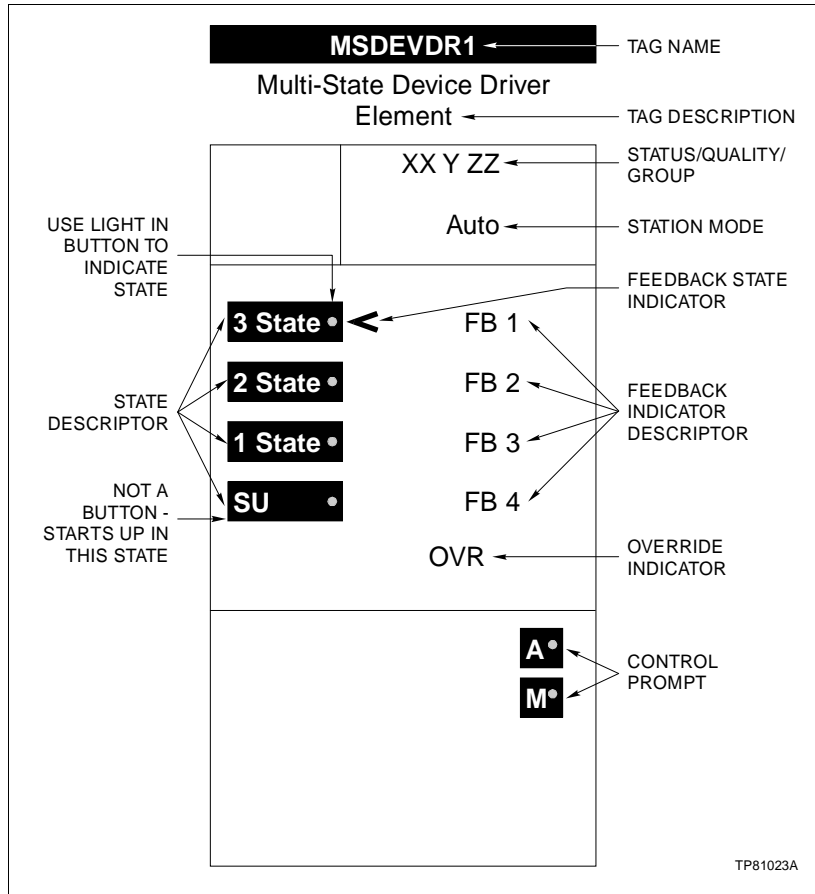 MSDEVDR1
TAG NAME
Multi-State Device Driver
Element
TAG DESCRIPTION
XX Y ZZ
STATUS/QUALITY/
GROUP
Auto
STATION MODE
USE LIGHT IN
BUTTON TO
INDICATE
STATE
FEEDBACK STATE
INDICATOR
3 State
<
FB 1
2 State
FB 2
1 State
FB 3
SU
FB 4
STATE
DESCRIPTOR
FEEDBACK
INDICATOR
DESCRIPTOR
NOT A
BUTTON -
STARTS UP IN
THIS STATE
OVR
OVERRIDE
INDICATOR
A
M
CONTROL
PROMPT
TP81023A